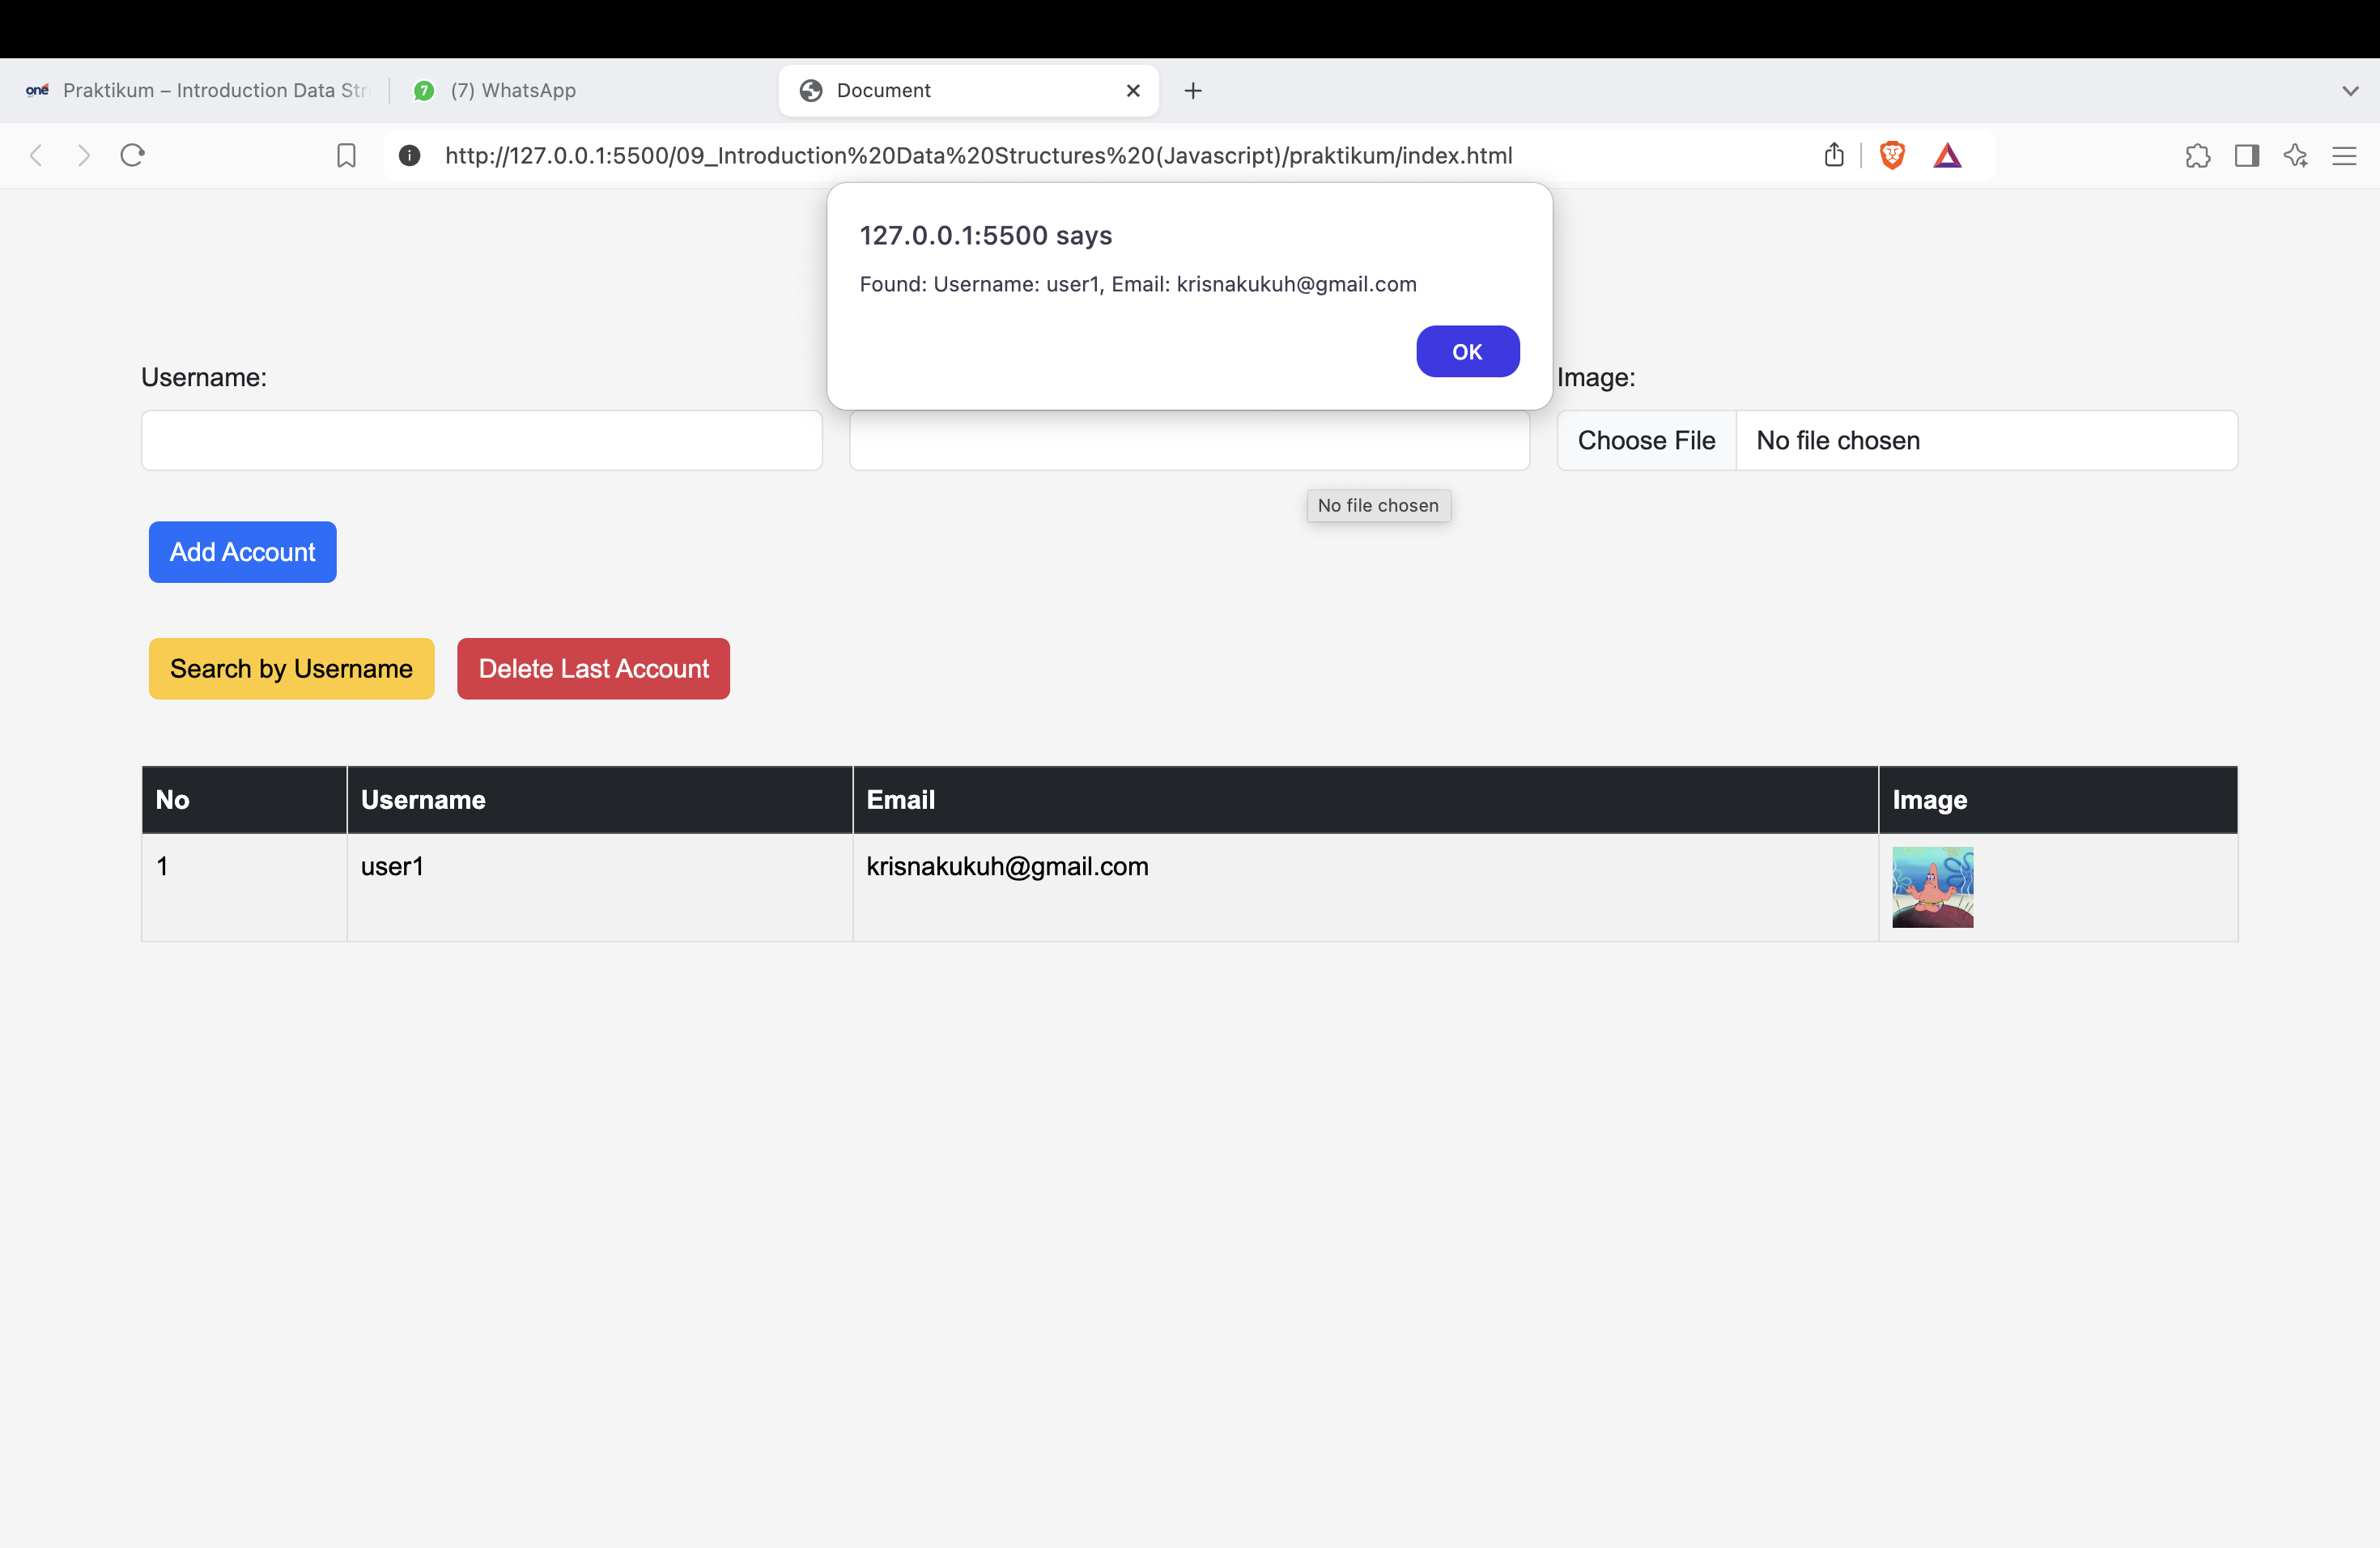 one Praktikum – Introduction Data Str
7 (7) WhatsApp
Document
http://127.0.0.1:5500/09_Introduction%20Data%20Structures%20(Javascript)/praktikum/index.html
127.0.0.1:5500 says
Found: Username: user1, Email: krisnakukuh@gmail.com
OK
Username:
Image:
Choose File No file chosen
No file chosen
Add Account
Search by Username Delete Last Account
No Username Email Image
1 user1 krisnakukuh@gmail.com